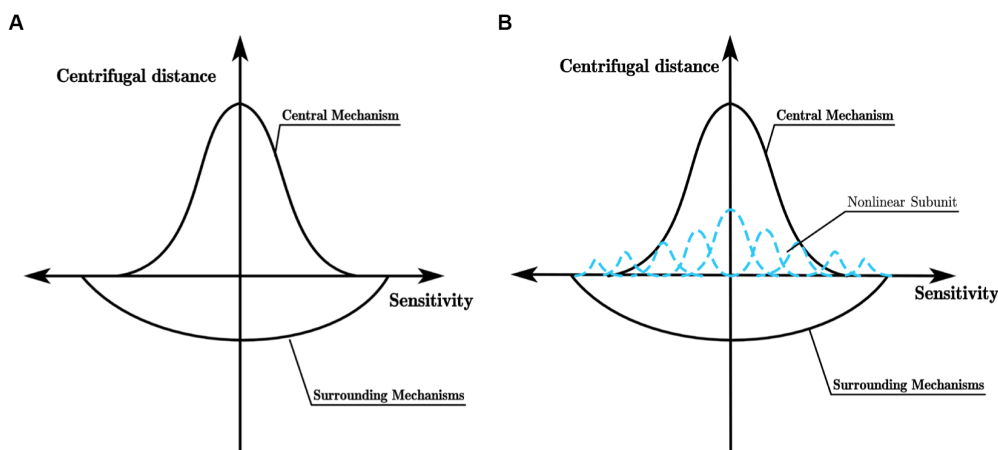 A
Centrifugal distance
Central Mechanism
Sensitivity
Surrounding Mechanisms
B
Centrifugal distance
Central Mechanism
Nonlinear Subunit
Sensitivity
Surrounding Mechanisms